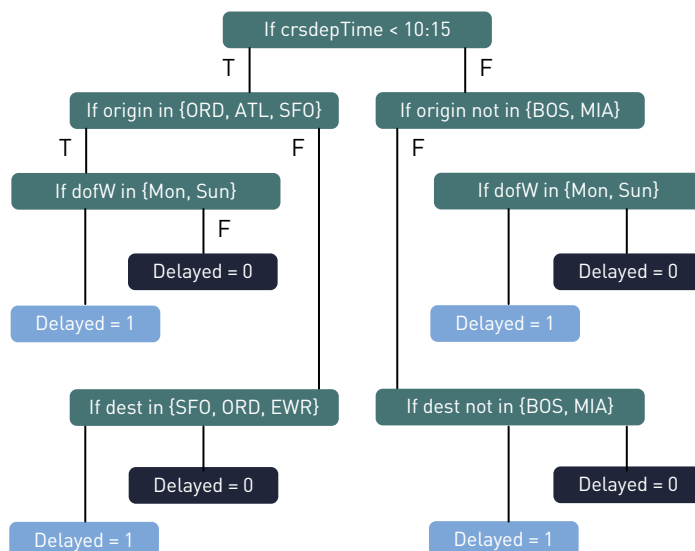 If crsdepTime < 10:15
T
F
If origin in {ORD, ATL, SFO}
If origin not in {BOS, MIA}
T
F
F
If dofW in {Mon, Sun}
If dofW in {Mon, Sun}
F
Delayed = 0
Delayed = 0
Delayed = 1
Delayed = 1
If dest in {SFO, ORD, EWR}
If dest not in {BOS, MIA}
Delayed = 0
Delayed = 0
Delayed = 1
Delayed = 1